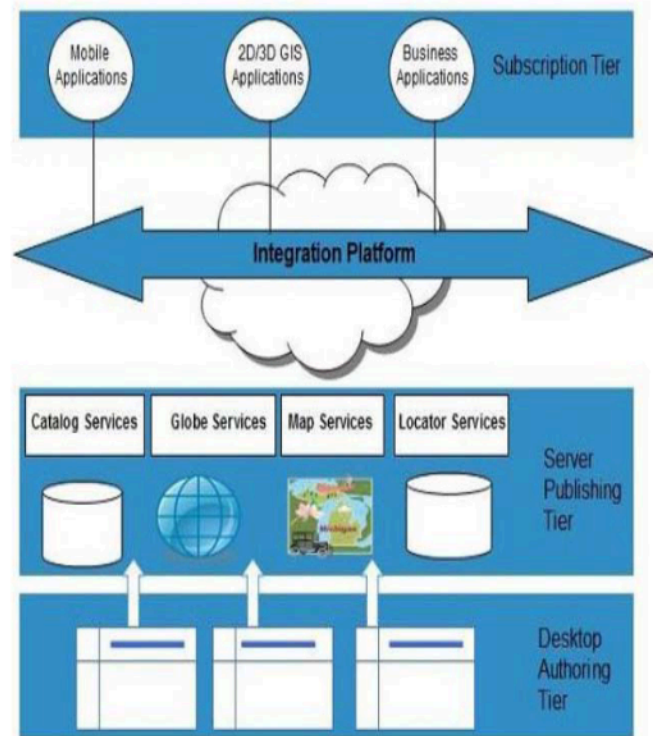 Mobile
Applications
2D/3D GIS
Applications
Business
Applications
Subscription Tier
Integration Platform
Catalog Services
Globe Services
Map Services
Locator Services
Michigan
Server
Publishing
Tier
Desktop
Authoring
Tier